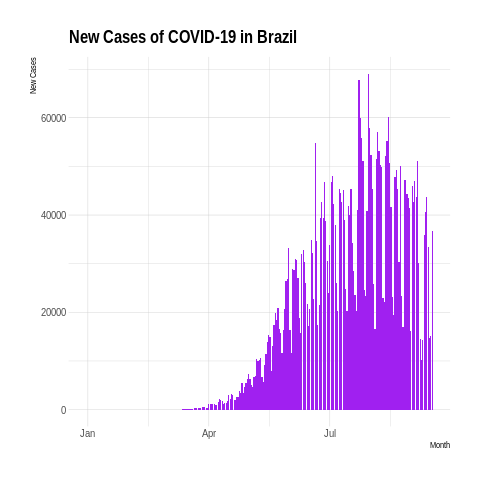 New Cases of COVID-19 in Brazil
New Cases
60000
40000
20000
0
Jan Apr Jul
Month